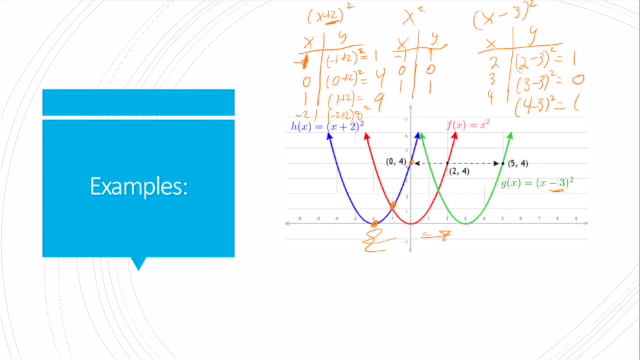 (x+2)²
x²
(x-3)²
x y
x y
x y
-1 (-1+2)²= 1
-1 1
2 (2-3)²= 1
0 (0+2)²= 4
0 0
3 (3-3)²= 0
1 (1+2)= 9
1 1
4 (4-3)²= 1
h(x) = (x + 2)²
f(x) = x²
(0, 4)
(2, 4)
(5, 4)
g(x) = (x - 3)²
Examples: